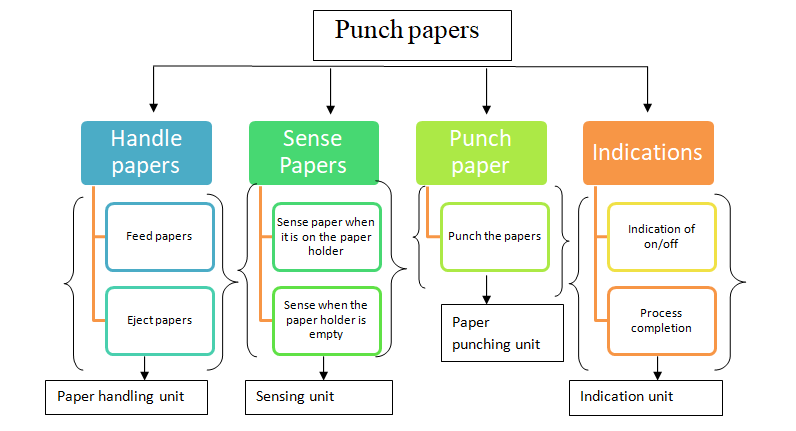 Punch papers
Handle
papers
Sense
Papers
Punch
paper
Indications
Feed papers
Sense paper when
it is on the paper
holder
Punch the papers
Indication of
on/off
Eject papers
Sense when the
paper holder is
empty
Process
completion
Paper
punching unit
Paper handling unit
Sensing unit
Indication unit